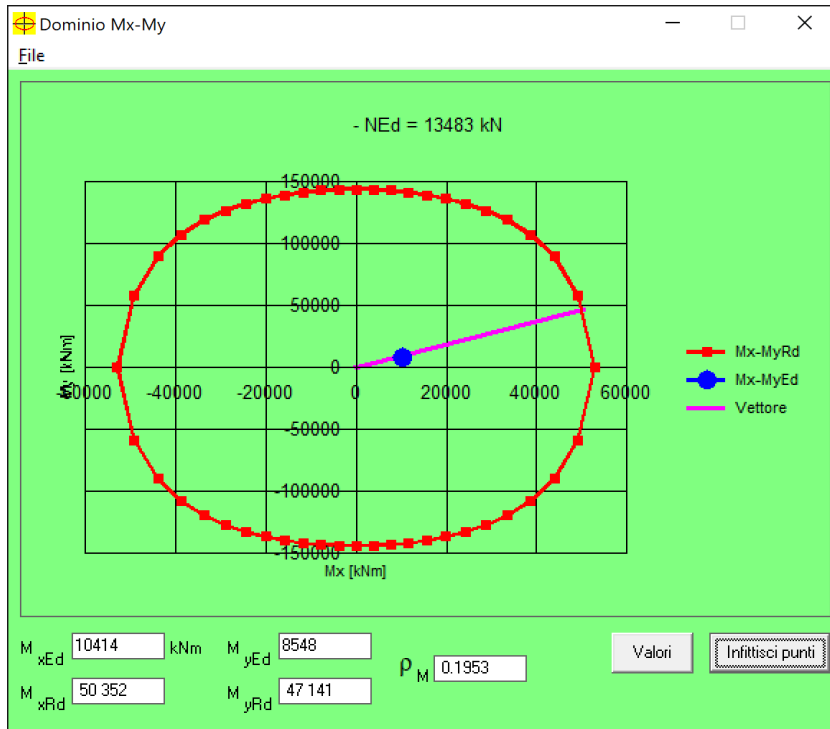 Dominio Mx-My
File
- NEd = 13483 kN
150000
100000
50000
0
-50000
-100000
-150000
-40000 -20000 0 20000 40000 60000
Mx [kNm]
Mx-MyRd
Mx-MyEd
Vettore
M xEd 10414 kNm M yEd 8548
ρ M 0.1953
M xRd 50 352 M yRd 47 141
Valori Infittisci punti